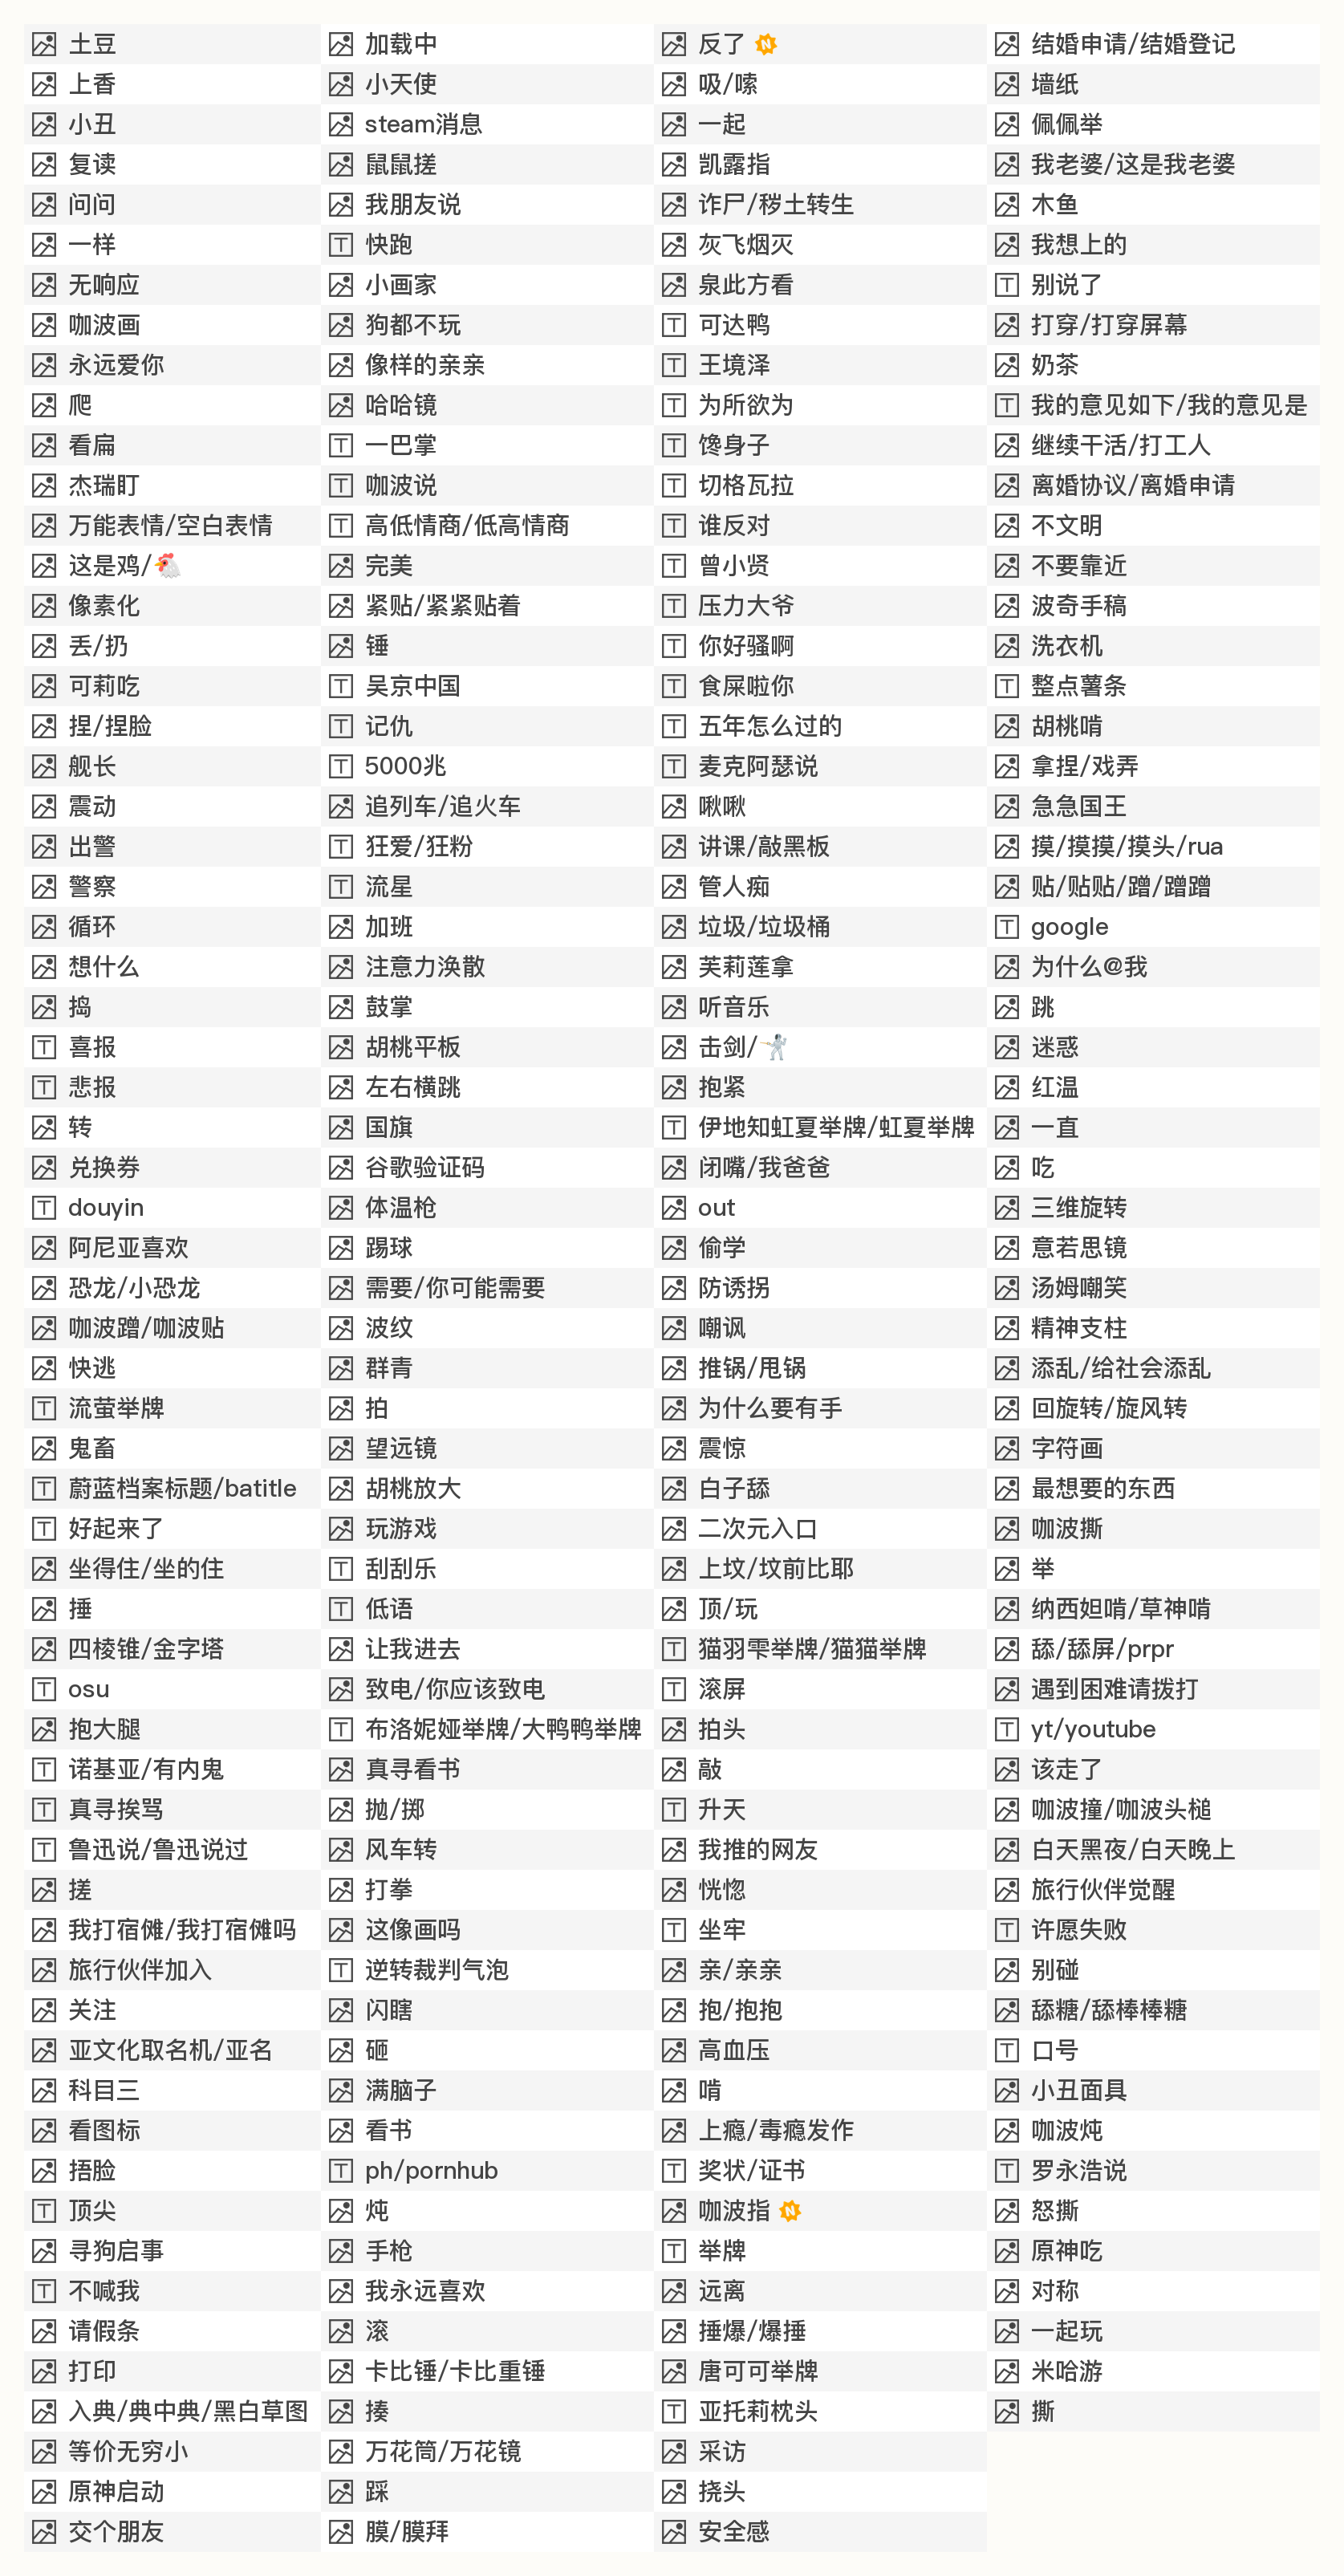 土豆
上香
小丑
复读
问问
一样
无响应
咖波画
永远爱你
爬
看扁
杰瑞盯
万能表情/空白表情
这是鸡/🐔
像素化
丢/扔
可莉吃
捏/捏脸
舰长
震动
出警
警察
循环
想什么
捣
喜报
悲报
转
兑换券
douyin
阿尼亚喜欢
恐龙/小恐龙
咖波蹭/咖波贴
快逃
流萤举牌
鬼畜
蔚蓝档案标题/batitle
好起来了
坐得住/坐的住
捶
四棱锥/金字塔
osu
抱大腿
诺基亚/有内鬼
真寻挨骂
鲁迅说/鲁迅说过
搓
我打宿傩/我打宿傩吗
旅行伙伴加入
关注
亚文化取名机/亚名
科目三
看图标
捂脸
顶尖
寻狗启事
不喊我
请假条
打印
入典/典中典/黑白草图
等价无穷小
原神启动
交个朋友
加载中
小天使
steam消息
鼠鼠搓
我朋友说
快跑
小画家
狗都不玩
像样的亲亲
哈哈镜
一巴掌
咖波说
高低情商/低高情商
完美
紧贴/紧紧贴着
锤
吴京中国
记仇
5000兆
追列车/追火车
狂爱/狂粉
流星
加班
注意力涣散
鼓掌
胡桃平板
左右横跳
国旗
谷歌验证码
体温枪
踢球
需要/你可能需要
波纹
群青
拍
望远镜
胡桃放大
玩游戏
刮刮乐
低语
让我进去
致电/你应该致电
布洛妮娅举牌/大鸭鸭举牌
真寻看书
抛/掷
风车转
打拳
这像画吗
逆转裁判气泡
闪瞎
砸
满脑子
看书
ph/pornhub
炖
手枪
我永远喜欢
滚
卡比锤/卡比重锤
揍
万花筒/万花镜
踩
膜/膜拜
反了
吸/嗦
一起
凯露指
诈尸/秽土转生
灰飞烟灭
泉此方看
可达鸭
王境泽
为所欲为
馋身子
切格瓦拉
谁反对
曾小贤
压力大爷
你好骚啊
食屎啦你
五年怎么过的
麦克阿瑟说
啾啾
讲课/敲黑板
管人痴
垃圾/垃圾桶
芙莉莲拿
听音乐
击剑/🤺
抱紧
伊地知虹夏举牌/虹夏举牌
闭嘴/我爸爸
out
偷学
防诱拐
嘲讽
推锅/甩锅
为什么要有手
震惊
白子舔
二次元入口
上坟/坟前比耶
顶/玩
猫羽雫举牌/猫猫举牌
滚屏
拍头
敲
升天
我推的网友
恍惚
坐牢
亲/亲亲
抱/抱抱
高血压
啃
上瘾/毒瘾发作
奖状/证书
咖波指
举牌
远离
捶爆/爆捶
唐可可举牌
亚托莉枕头
采访
挠头
安全感
结婚申请/结婚登记
墙纸
佩佩举
我老婆/这是我老婆
木鱼
我想上的
别说了
打穿/打穿屏幕
奶茶
我的意见如下/我的意见是
继续干活/打工人
离婚协议/离婚申请
不文明
不要靠近
波奇手稿
洗衣机
整点薯条
胡桃啃
拿捏/戏弄
急急国王
摸/摸摸/摸头/rua
贴/贴贴/蹭/蹭蹭
google
为什么@我
跳
迷惑
红温
一直
吃
三维旋转
意若思镜
汤姆嘲笑
精神支柱
添乱/给社会添乱
回旋转/旋风转
字符画
最想要的东西
咖波撕
举
纳西妲啃/草神啃
舔/舔屏/prpr
遇到困难请拨打
yt/youtube
该走了
咖波撞/咖波头槌
白天黑夜/白天晚上
旅行伙伴觉醒
许愿失败
别碰
舔糖/舔棒棒糖
口号
小丑面具
咖波炖
罗永浩说
怒撕
原神吃
对称
一起玩
米哈游
撕